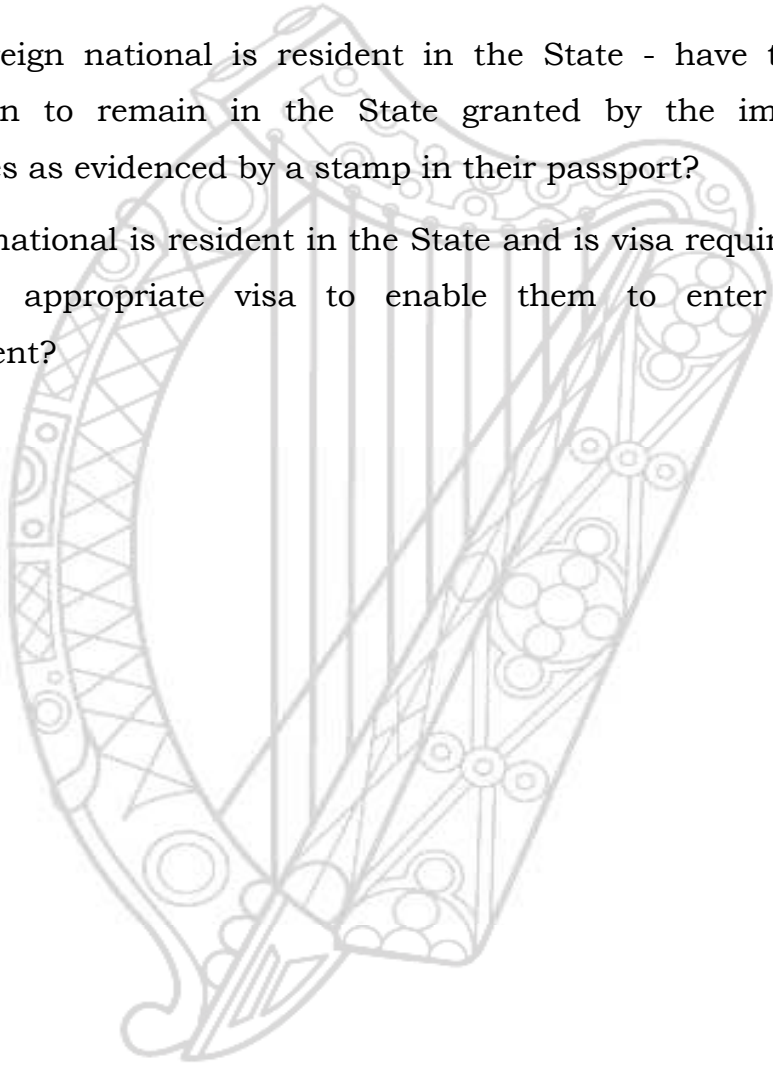 eign national is resident in the State - have t
n to remain in the State granted by the im
es as evidenced by a stamp in their passport?
national is resident in the State and is visa requir
appropriate visa to enable them to enter
ent?